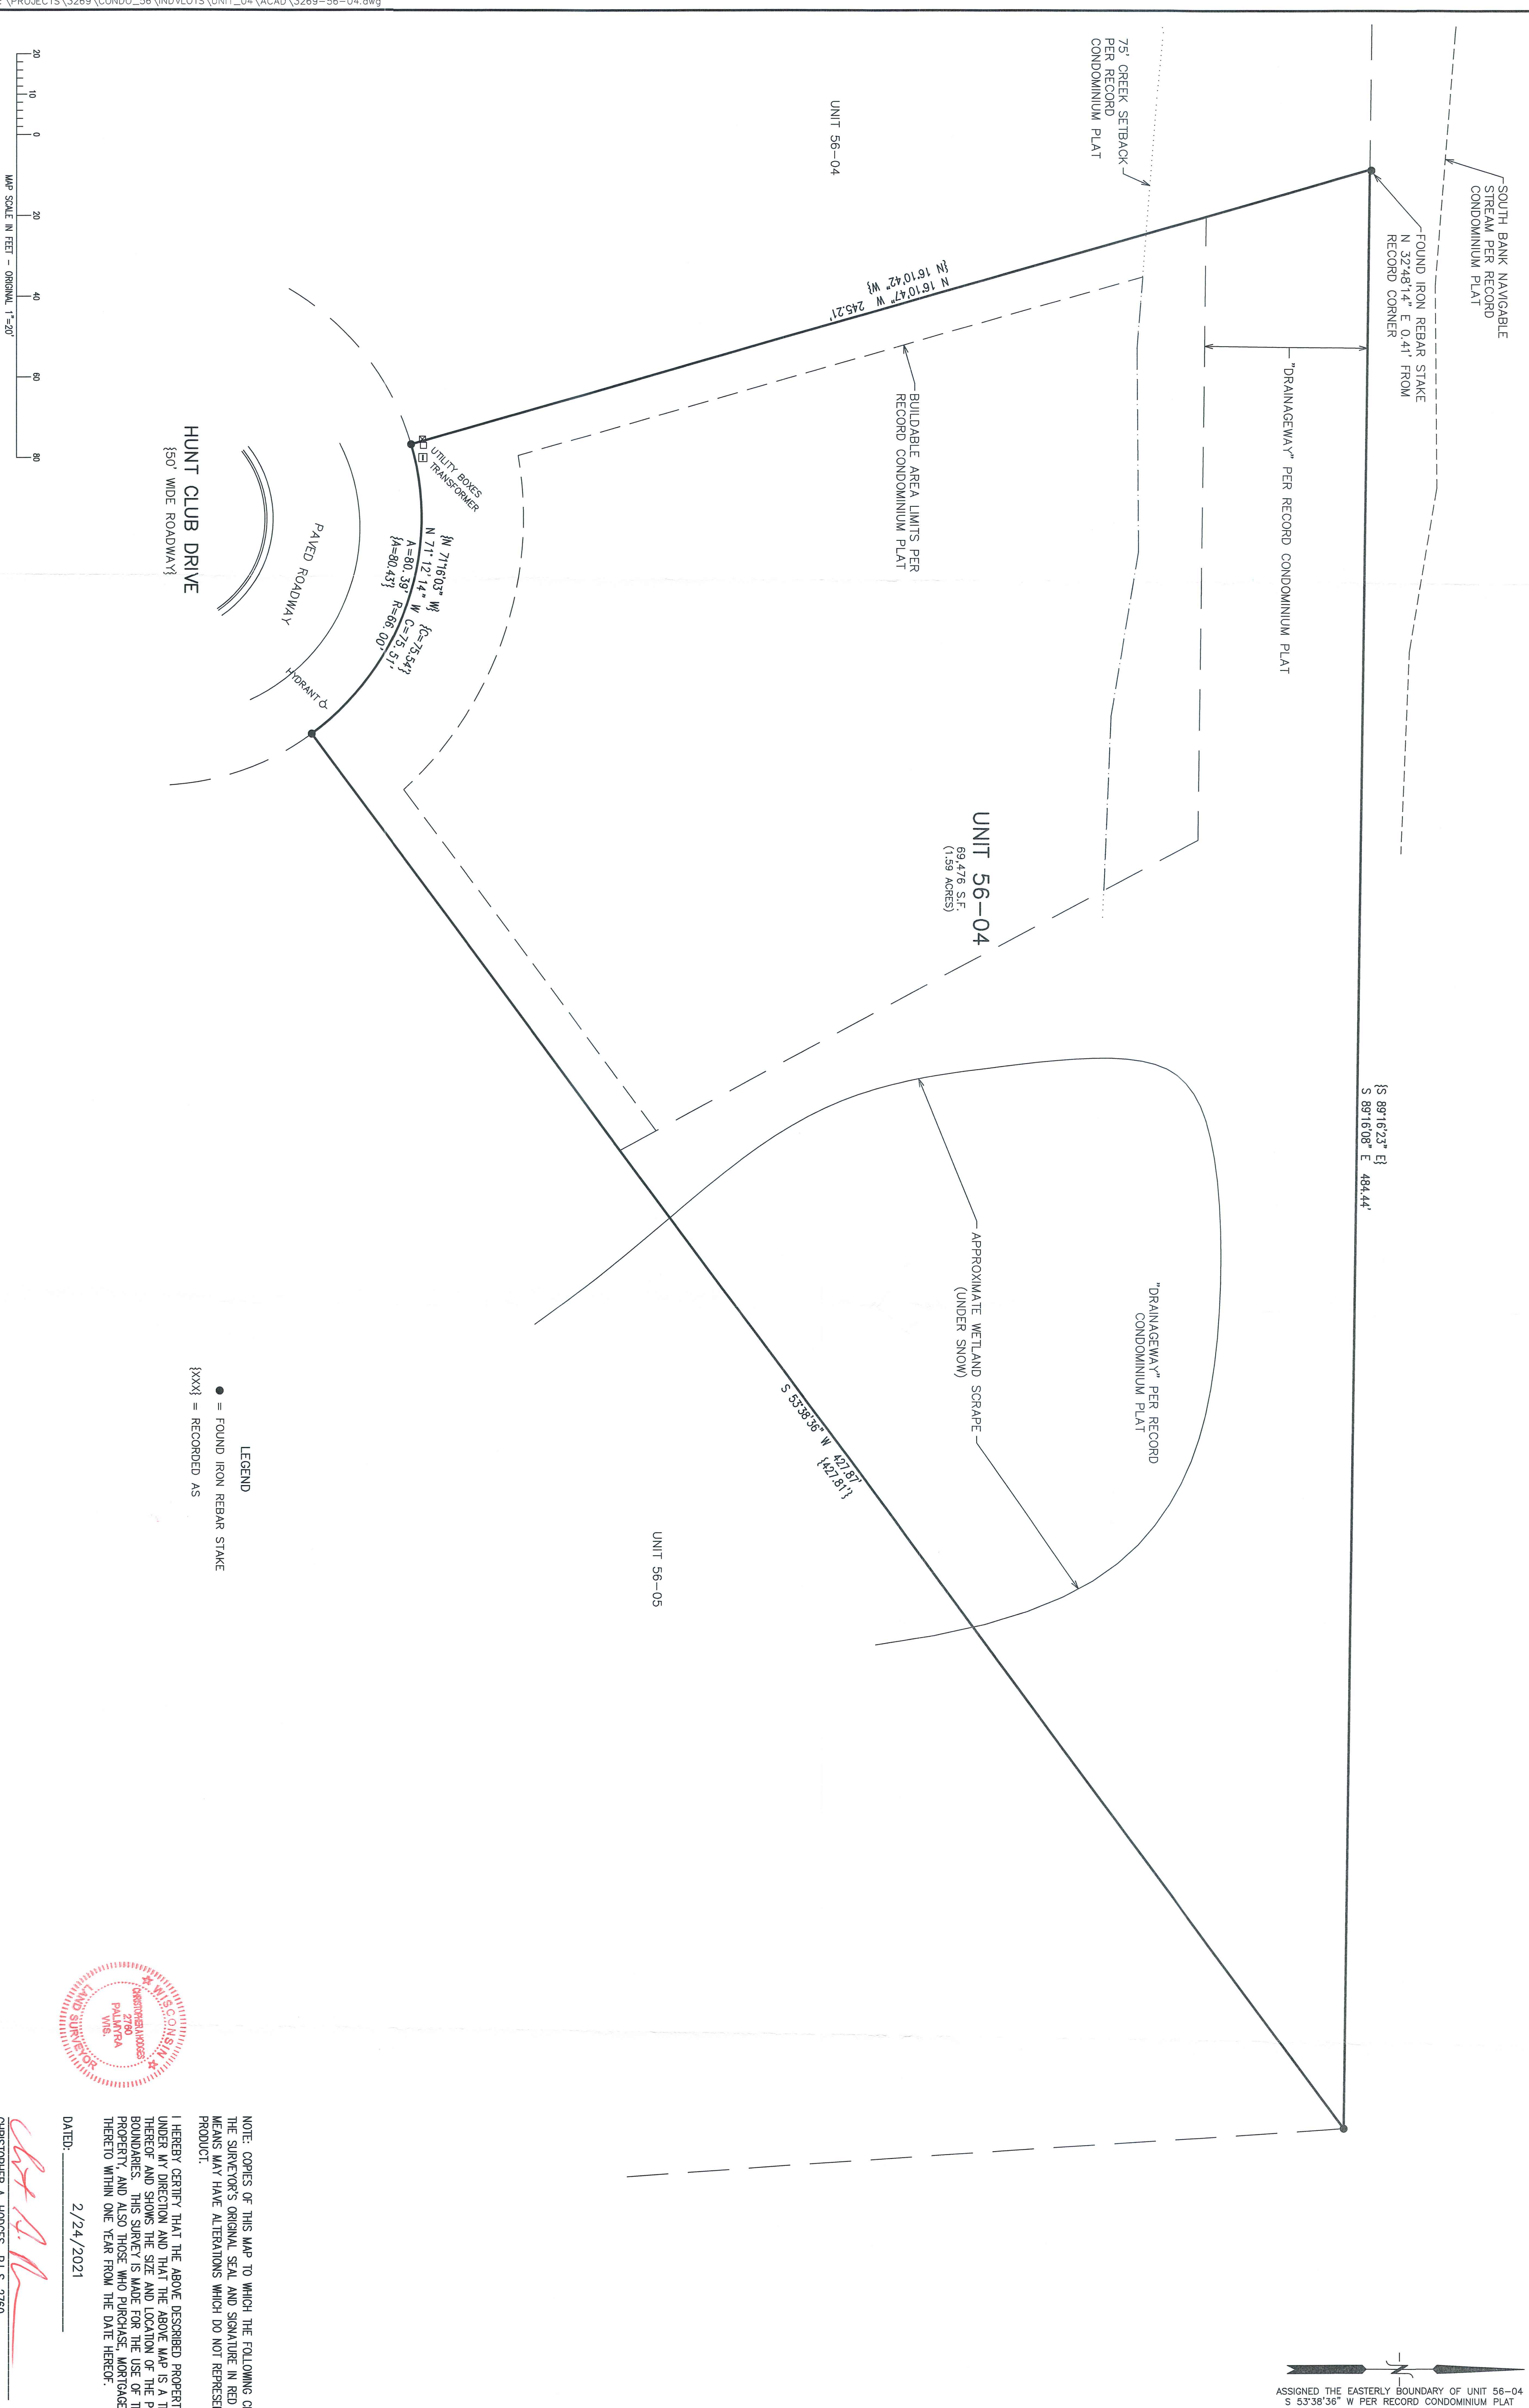 :\PROJECTS\3269\CONDO_56\INDVLOTS\UNIT_04\ACAD\3269-56-04.dwg
SOUTH BANK NAVIGABLE
STREAM PER RECORD
CONDOMINIUM PLAT
FOUND IRON REBAR STAKE
N 32°48'14" E 0.41' FROM
RECORD CORNER
75' CREEK SETBACK
PER RECORD
CONDOMINIUM PLAT
"DRAINAGEWAY" PER RECORD CONDOMINIUM PLAT
{S 89°16'23" E}
S 89°16'08" E 484.44'
UNIT 56-04
{N 16°10'42" W}
N 16°10'47" W 245.21'
BUILDABLE AREA LIMITS PER
RECORD CONDOMINIUM PLAT
UNIT 56-04
69,476 S.F.
(1.59 ACRES)
"DRAINAGEWAY" PER RECORD
CONDOMINIUM PLAT
APPROXIMATE WETLAND SCRAPE
(UNDER SNOW)
S 53°38'36" W 427.87'
{427.81'}
UNIT 56-05
UTILITY BOXES
TRANSFORMER
{N 71°16'03" W} {C=75.54'}
N 71°12'14" W C=75.51'
A=80.39' R=66.00'
{A=80.43'}
PAVED ROADWAY
HYDRANT
HUNT CLUB DRIVE
{50' WIDE ROADWAY}
20 10 0 20 40 60 80
MAP SCALE IN FEET - ORIGINAL 1"=20'
LEGEND
= FOUND IRON REBAR STAKE
{XXX} = RECORDED AS
WISCONSIN
CHRISTOPHER A HODGES
2760
PALMYRA
WIS.
LAND SURVEYOR
NOTE: COPIES OF THIS MAP TO WHICH THE FOLLOWING
THE SURVEYOR'S ORIGINAL SEAL AND SIGNATURE IN RED
MEANS MAY HAVE ALTERATIONS WHICH DO NOT
PRODUCT.
I HEREBY CERTIFY THAT THE ABOVE DESCRIBED
UNDER MY DIRECTION AND THAT THE ABOVE MAP IS A
THEREOF AND SHOWS THE SIZE AND LOCATION OF THE
BOUNDARIES. THIS SURVEY IS MADE FOR THE USE OF
PROPERTY, AND ALSO THOSE WHO PURCHASE, MORTGAGE
THERETO WITHIN ONE YEAR FROM THE DATE HEREOF.
DATED: 2/24/2021
CHRISTOPHER A. HODGES P.L.S. 2760
N
ASSIGNED THE EASTERLY BOUNDARY OF UNIT 56-04
S 53°38'36" W PER RECORD CONDOMINIUM PLAT